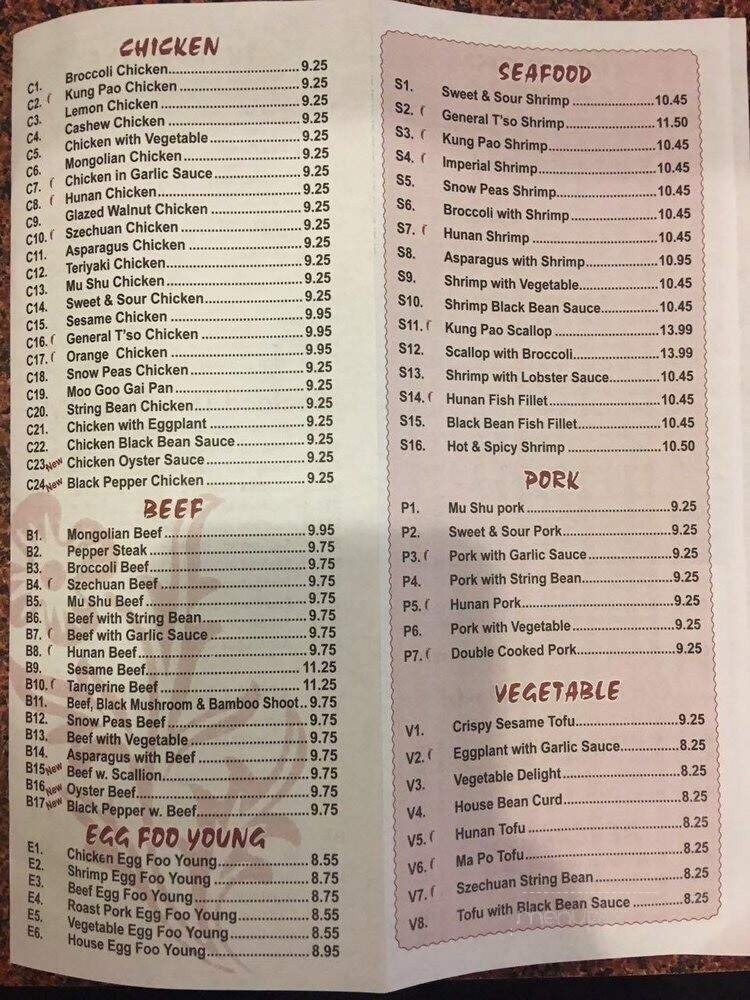 CHICKEN
C1. Broccoli Chicken 9.25
C2. Kung Pao Chicken 9.25
C3. Lemon Chicken 9.25
C4. Cashew Chicken 9.25
C5. Chicken with Vegetable 9.25
C6. Mongolian Chicken 9.25
C7. Chicken in Garlic Sauce 9.25
C8. Hunan Chicken 9.25
C9. Glazed Walnut Chicken 9.25
C10. Szechuan Chicken 9.25
C11. Asparagus Chicken 9.25
C12. Teriyaki Chicken 9.25
C13. Mu Shu Chicken 9.25
C14. Sweet & Sour Chicken 9.25
C15. Sesame Chicken 9.95
C16. General T'so Chicken 9.95
C17. Orange Chicken 9.95
C18. Snow Peas Chicken 9.25
C19. Moo Goo Gai Pan 9.25
C20. String Bean Chicken 9.25
C21. Chicken with Eggplant 9.25
C22. Chicken Black Bean Sauce 9.25
C23 New Chicken Oyster Sauce 9.25
C24 New Black Pepper Chicken 9.25
BEEF
B1. Mongolian Beef 9.95
B2. Pepper Steak 9.75
B3. Broccoli Beef 9.75
B4. Szechuan Beef 9.75
B5. Mu Shu Beef 9.75
B6. Beef with String Bean 9.75
B7. Beef with Garlic Sauce 9.75
B8. Hunan Beef 9.75
B9. Sesame Beef 11.25
B10. Tangerine Beef 11.25
B11. Beef, Black Mushroom & Bamboo Shoot 9.75
B12. Snow Peas Beef 9.75
B13. Beef with Vegetable 9.75
B14. Asparagus with Beef 9.75
B15 New Beef w. Scallion 9.75
B16 New Oyster Beef 9.75
B17 New Black Pepper w. Beef 9.75
EGG FOO YOUNG
E1. Chicken Egg Foo Young 8.55
E2. Shrimp Egg Foo Young 8.75
E3. Beef Egg Foo Young 8.75
E4. Roast Pork Egg Foo Young 8.55
E5. Vegetable Egg Foo Young 8.55
E6. House Egg Foo Young 8.95
SEAFOOD
S1. Sweet & Sour Shrimp 10.45
S2. General T'so Shrimp 11.50
S3. Kung Pao Shrimp 10.45
S4. Imperial Shrimp 10.45
S5. Snow Peas Shrimp 10.45
S6. Broccoli with Shrimp 10.45
S7. Hunan Shrimp 10.45
S8. Asparagus with Shrimp 10.95
S9. Shrimp with Vegetable 10.45
S10. Shrimp Black Bean Sauce 10.45
S11. Kung Pao Scallop 13.99
S12. Scallop with Broccoli 13.99
S13. Shrimp with Lobster Sauce 10.45
S14. Hunan Fish Fillet 10.45
S15. Black Bean Fish Fillet 10.45
S16. Hot & Spicy Shrimp 10.50
PORK
P1. Mu Shu pork 9.25
P2. Sweet & Sour Pork 9.25
P3. Pork with Garlic Sauce 9.25
P4. Pork with String Bean 9.25
P5. Hunan Pork 9.25
P6. Pork with Vegetable 9.25
P7. Double Cooked Pork 9.25
VEGETABLE
V1. Crispy Sesame Tofu 9.25
V2. Eggplant with Garlic Sauce 8.25
V3. Vegetable Delight 8.25
V4. House Bean Curd 8.25
V5. Hunan Tofu 8.25
V6. Ma Po Tofu 8.25
V7. Szechuan String Bean 8.25
V8. Tofu with Black Bean Sauce 8.25